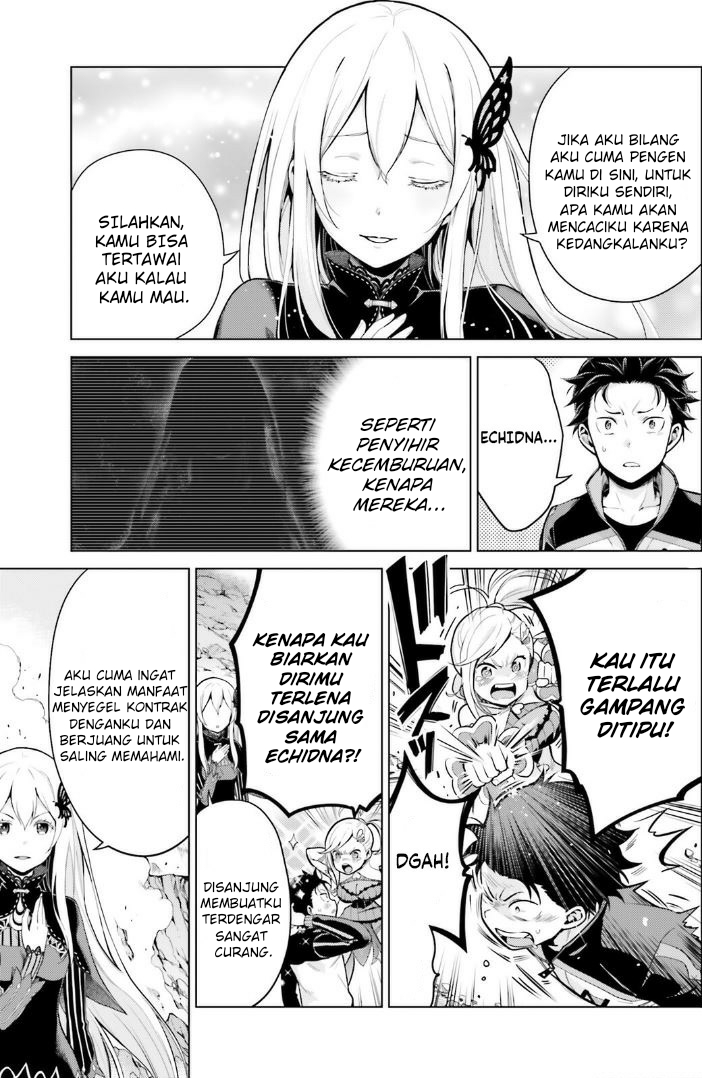 JIKA AKU BILANG
AKU CUMA PENGEN
KAMU DI SINI, UNTUK
DIRIKU SENDIRI,
APA KAMU AKAN
MENCACIKU KARENA
KEDANGKALANKU?
SILAHKAN,
KAMU BISA
TERTAWAI
AKU KALAU
KAMU MAU.
ECHIDNA...
SEPERTI
PENYIHIR
KECEMBURUAN,
KENAPA
MEREKA...
KAU ITU
TERLALU
GAMPANG
DITIPU!
DGAH!
KENAPA KAU
BIARKAN
DIRIMU
TERLENA
DISANJUNG
SAMA
ECHIDNA?!
DISANJUNG
MEMBUATKU
TERDENGAR
SANGAT
CURANG.
AKU CUMA INGAT
JELASKAN MANFAAT
MENYEGEL KONTRAK
DENGANKU DAN
BERJUANG UNTUK
SALING MEMAHAMI.